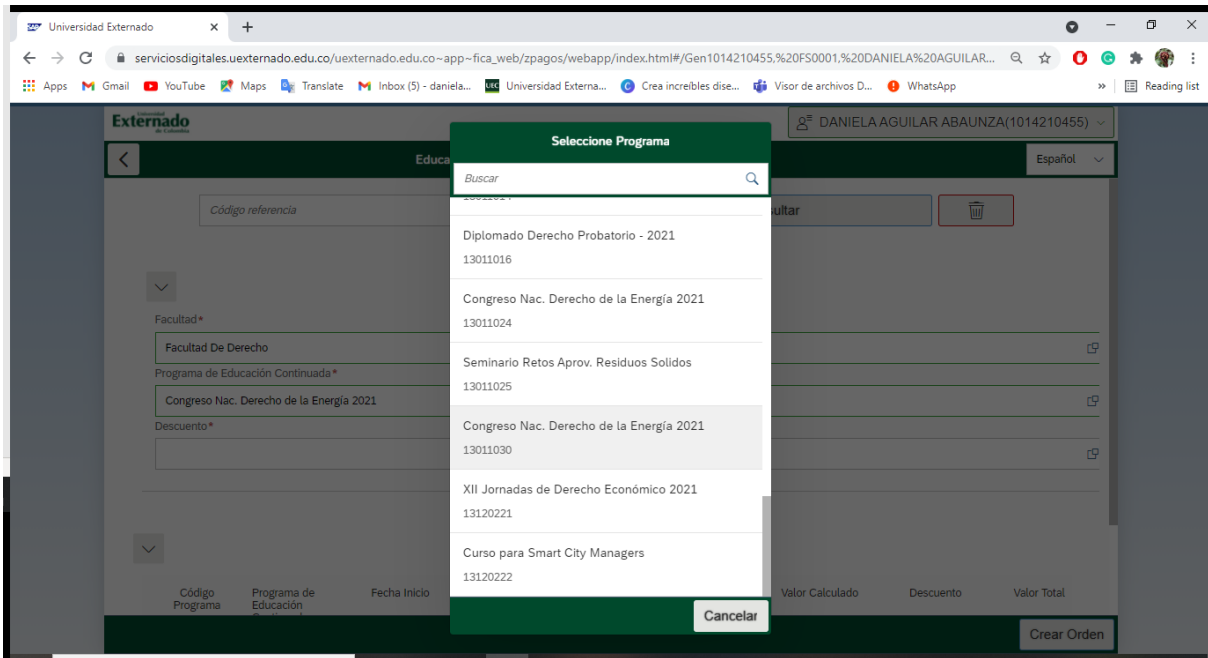 Universidad Externado
serviciosdigitales.uexternado.edu.co/uexternado.edu.co~app~fica_web/zpagos/webapp/index.html#/Gen1014210455,%20FS0001,%20DANIELA%20AGUILAR...
Apps Gmail YouTube Maps Translate Inbox (5) - daniela... UEC Universidad Externa... Crea increíbles dise... Visor de archivos D... WhatsApp » Reading list
Universidad
Externado
de Colombia
DANIELA AGUILAR ABAUNZA(1014210455)
Seleccione Programa
Educa
Español
Buscar
Código referencia
ultar
Diplomado Derecho Probatorio - 2021
13011016
Congreso Nac. Derecho de la Energía 2021
13011024
Facultad*
Facultad De Derecho
Seminario Retos Aprov. Residuos Solidos
13011025
Programa de Educación Continuada*
Congreso Nac. Derecho de la Energía 2021
Descuento*
Congreso Nac. Derecho de la Energía 2021
13011030
XII Jornadas de Derecho Económico 2021
13120221
Curso para Smart City Managers
13120222
Código Programa de Fecha Inicio Valor Calculado Descuento Valor Total
Programa Educación
Cancelar
Crear Orden